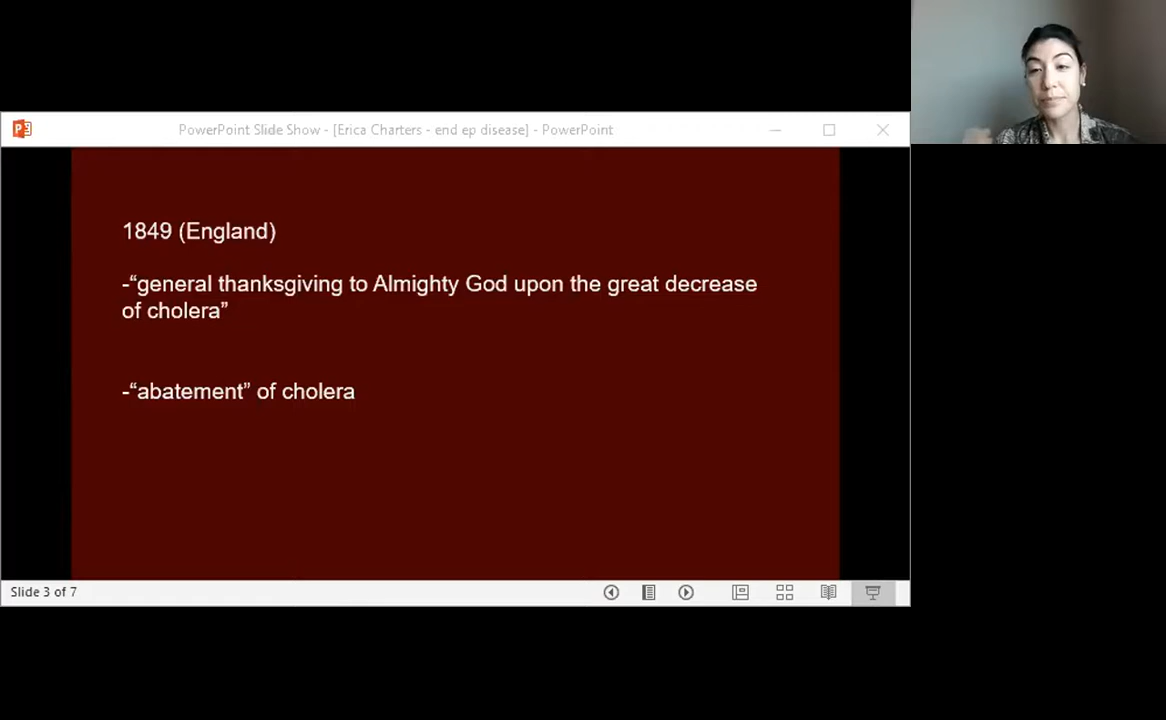 PowerPoint Slide Show - [Erica Charters - end ep disease] - PowerPoint
1849 (England)
-“general thanksgiving to Almighty God upon the great decrease
of cholera”
-“abatement” of cholera
Slide 3 of 7